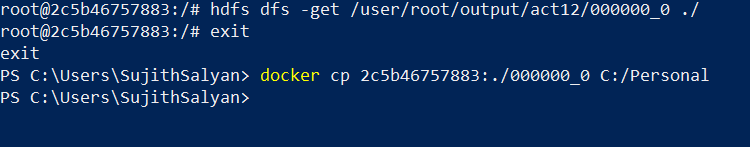 root@2c5b46757883:/# hdfs dfs -get /user/root/output/act12/000000_0 ./
root@2c5b46757883:/# exit
exit
PS C:\Users\SujithSalyan> docker cp 2c5b46757883:./000000_0 C:/Personal
PS C:\Users\SujithSalyan>